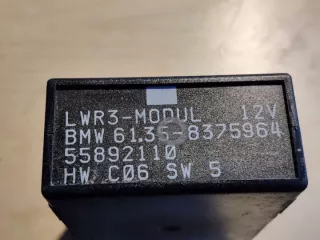 LWR3-MODUL 12V
BMW 61.35-8375964
55892110
HW C06 SW 5